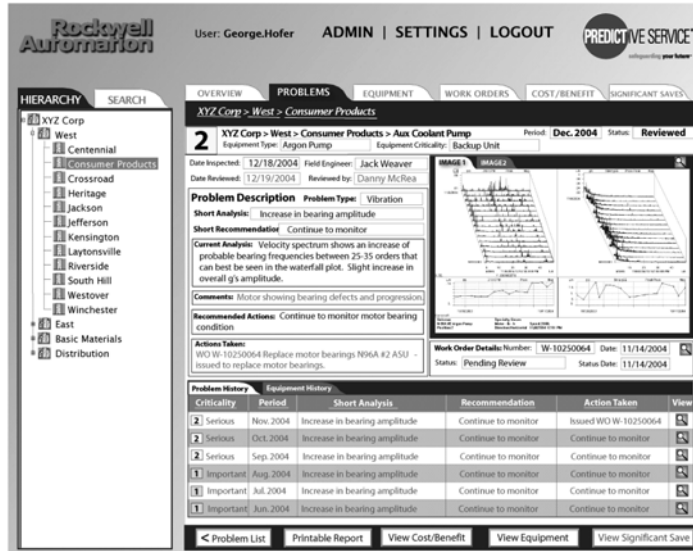 Rockwell Automation
User: George.Hofer
ADMIN | SETTINGS | LOGOUT
PREDICTIVE SERVICE
safeguarding your future
HIERARCHY SEARCH
XYZ Corp
West
Centennial
Consumer Products
Crossroad
Heritage
Jackson
Jefferson
Kensington
Laytonsville
Riverside
South Hill
Westover
Winchester
East
Basic Materials
Distribution
OVERVIEW PROBLEMS EQUIPMENT WORK ORDERS COST/BENEFIT SIGNIFICANT SAVES
XYZ Corp > West > Consumer Products
2 XYZ Corp > West > Consumer Products > Aux Coolant Pump Period: Dec. 2004 Status: Reviewed
Equipment Type: Argon Pump Equipment Criticality: Backup Unit
Date Inspected: 12/18/2004 Field Engineer: Jack Weaver
Date Reviewed: 12/19/2004 Reviewed by: Danny McRea
Problem Description Problem Type: Vibration
Short Analysis: Increase in bearing amplitude
Short Recommendation: Continue to monitor
Current Analysis: Velocity spectrum shows an increase of
probable bearing frequencies between 25-35 orders that
can best be seen in the waterfall plot. Slight increase in
overall g's amplitude.
Comments: Motor showing bearing defects and progression.
Recommended Actions: Continue to monitor motor bearing
condition
Actions Taken:
WO W-10250064 Replace motor bearings N96A #2 ASU -
issued to replace motor bearings.
IMAGE 1 IMAGE2
Work Order Details: Number: W-10250064 Date: 11/14/2004
Status: Pending Review Status Date: 11/14/2004
Problem History Equipment History
Criticality Period Short Analysis Recommendation Action Taken View
2 Serious Nov. 2004 Increase in bearing amplitude Continue to monitor Issued WO W-10250064
2 Serious Oct. 2004 Increase in bearing amplitude Continue to monitor Continue to monitor
2 Serious Sep. 2004 Increase in bearing amplitude Continue to monitor Continue to monitor
1 Important Aug. 2004 Increase in bearing amplitude Continue to monitor Continue to monitor
1 Important Jul. 2004 Increase in bearing amplitude Continue to monitor Continue to monitor
1 Important Jun. 2004 Increase in bearing amplitude Continue to monitor Continue to monitor
< Problem List Printable Report View Cost/Benefit View Equipment View Significant Save